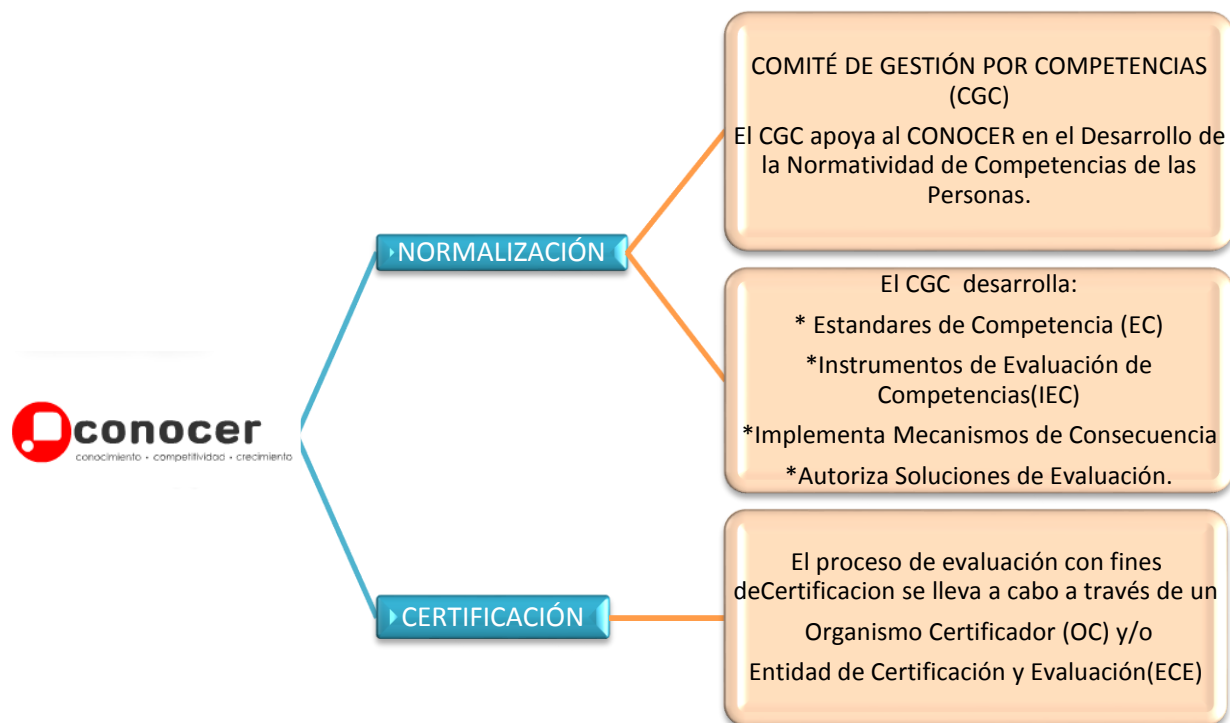 conocer
conocimiento • competitividad • crecimiento
NORMALIZACIÓN
COMITÉ DE GESTIÓN POR COMPETENCIAS
(CGC)
El CGC apoya al CONOCER en el Desarrollo de
la Normatividad de Competencias de las
Personas.
El CGC desarrolla:
* Estandares de Competencia (EC)
*Instrumentos de Evaluación de
Competencias(IEC)
*Implementa Mecanismos de Consecuencia
*Autoriza Soluciones de Evaluación.
CERTIFICACIÓN
El proceso de evaluación con fines
deCertificacion se lleva a cabo a través de un
Organismo Certificador (OC) y/o
Entidad de Certificación y Evaluación(ECE)